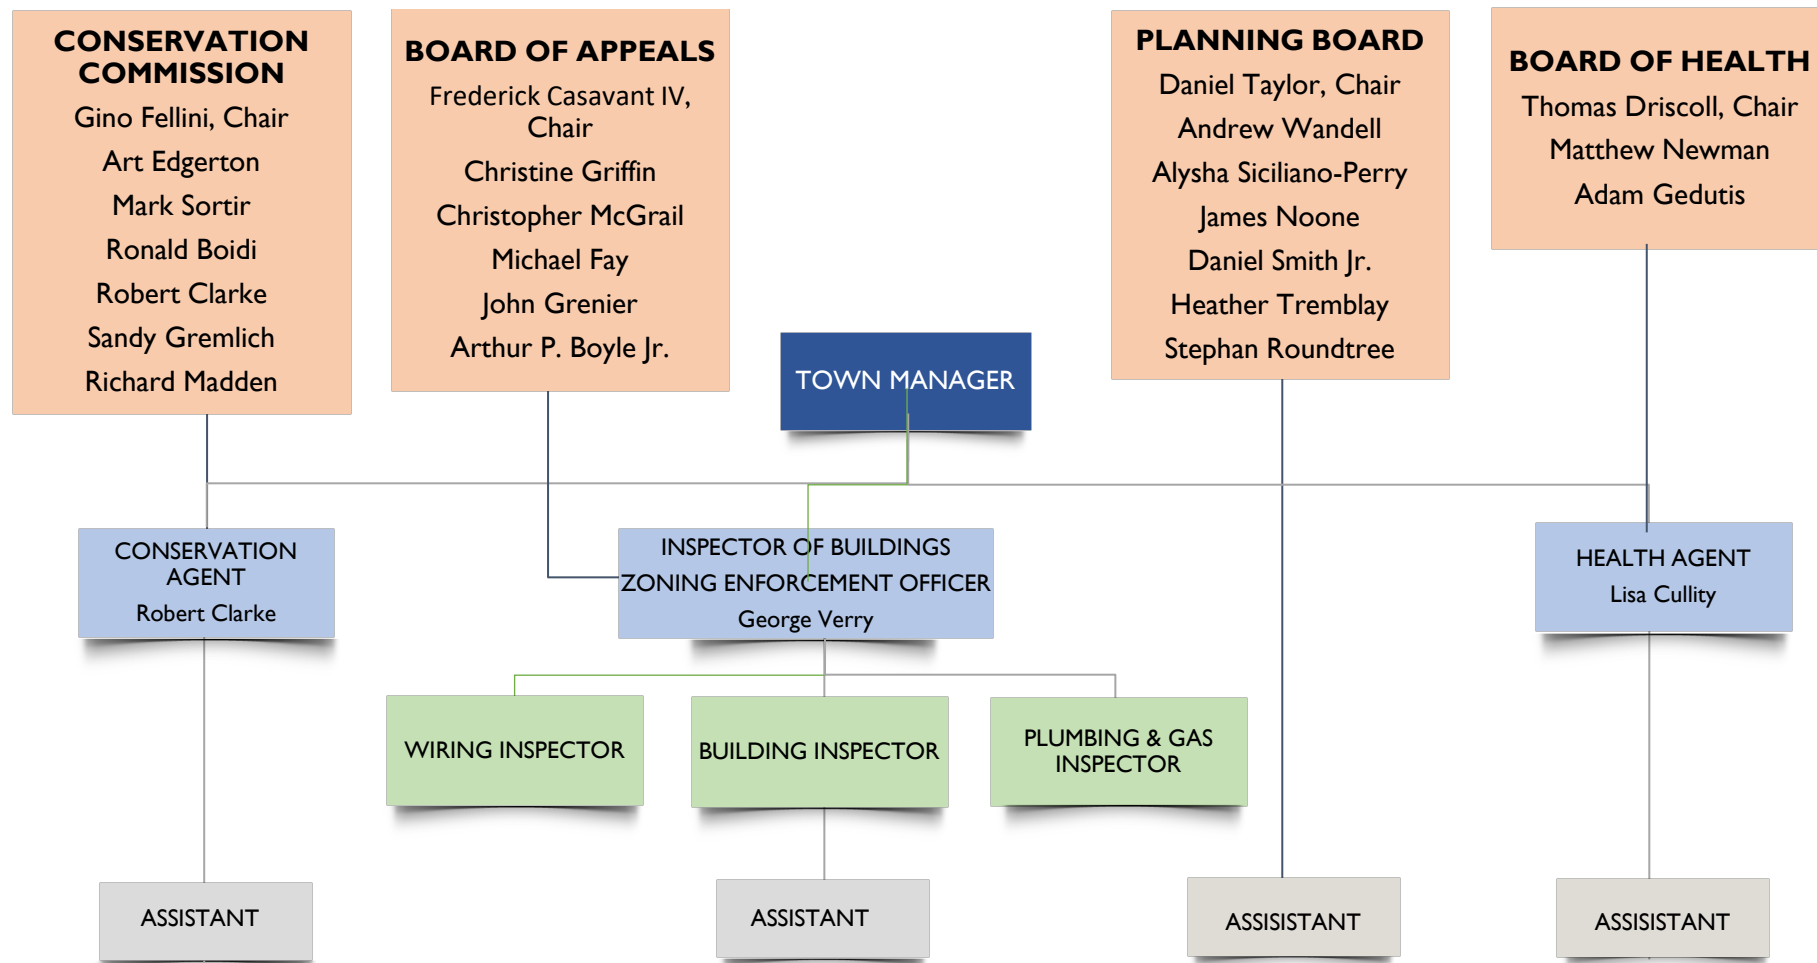 CONSERVATION
COMMISSION
Gino Fellini, Chair
Art Edgerton
Mark Sortir
Ronald Boidi
Robert Clarke
Sandy Gremlich
Richard Madden
BOARD OF APPEALS
Frederick Casavant IV,
Chair
Christine Griffin
Christopher McGrail
Michael Fay
John Grenier
Arthur P. Boyle Jr.
PLANNING BOARD
Daniel Taylor, Chair
Andrew Wandell
Alysha Siciliano-Perry
James Noone
Daniel Smith Jr.
Heather Tremblay
Stephan Roundtree
BOARD OF HEALTH
Thomas Driscoll, Chair
Matthew Newman
Adam Gedutis
TOWN MANAGER
CONSERVATION
AGENT
Robert Clarke
INSPECTOR OF BUILDINGS
ZONING ENFORCEMENT OFFICER
George Verry
HEALTH AGENT
Lisa Cullity
WIRING INSPECTOR
BUILDING INSPECTOR
PLUMBING & GAS
INSPECTOR
ASSISTANT
ASSISTANT
ASSISISTANT
ASSISISTANT